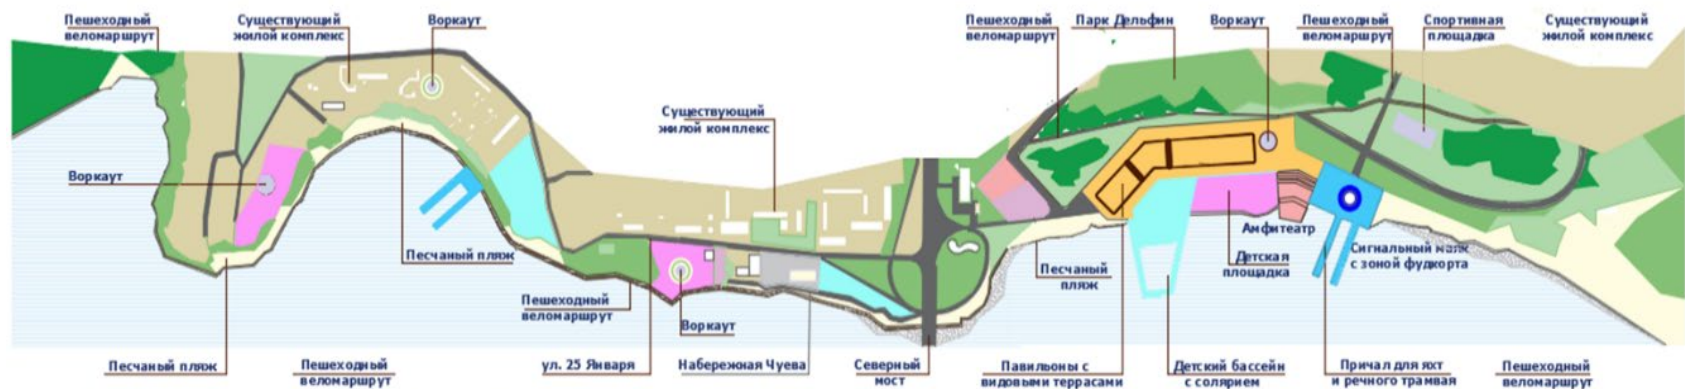 Пешеходный
веломаршрут
Существующий
жилой комплекс
Воркаут
Пешеходный
веломаршрут
Парк Дельфин
Воркаут
Пешеходный
веломаршрут
Спортивная
площадка
Существующий
жилой комплекс
Существующий
жилой комплекс
Воркаут
Песчаный пляж
Пешеходный
веломаршрут
Воркаут
Песчаный
пляж
Амфитеатр
Детская
площадка
Сигнальный маяк
с зоной фудкорта
Песчаный пляж
Пешеходный
веломаршрут
ул. 25 Января
Набережная Чуева
Северный
мост
Павильоны с
видовыми террасами
Детский бассейн
с солярием
Причал для яхт
и речного трамвая
Пешеходный
веломаршрут